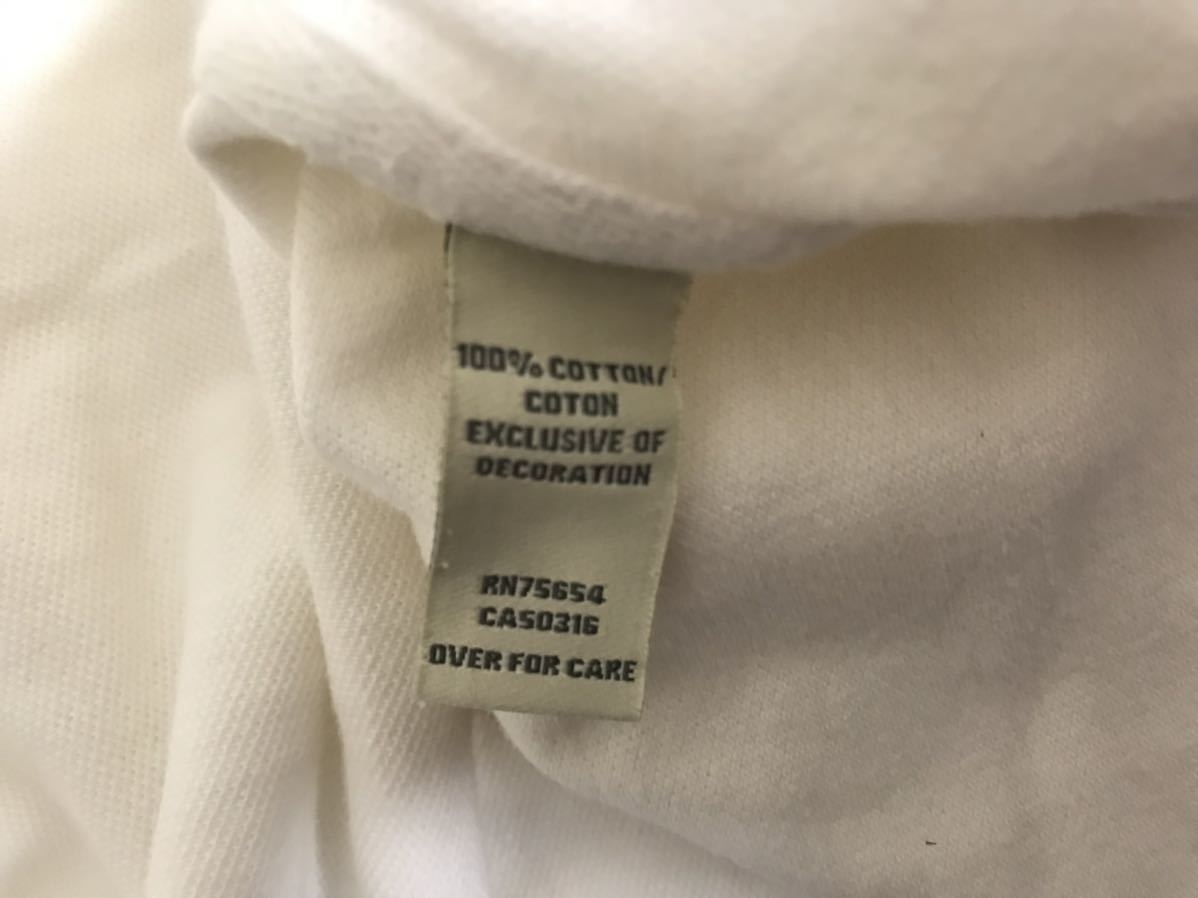 100% COTTON/
COTON
EXCLUSIVE OF
DECORATION
RN75654
CA50316
OVER FOR CARE